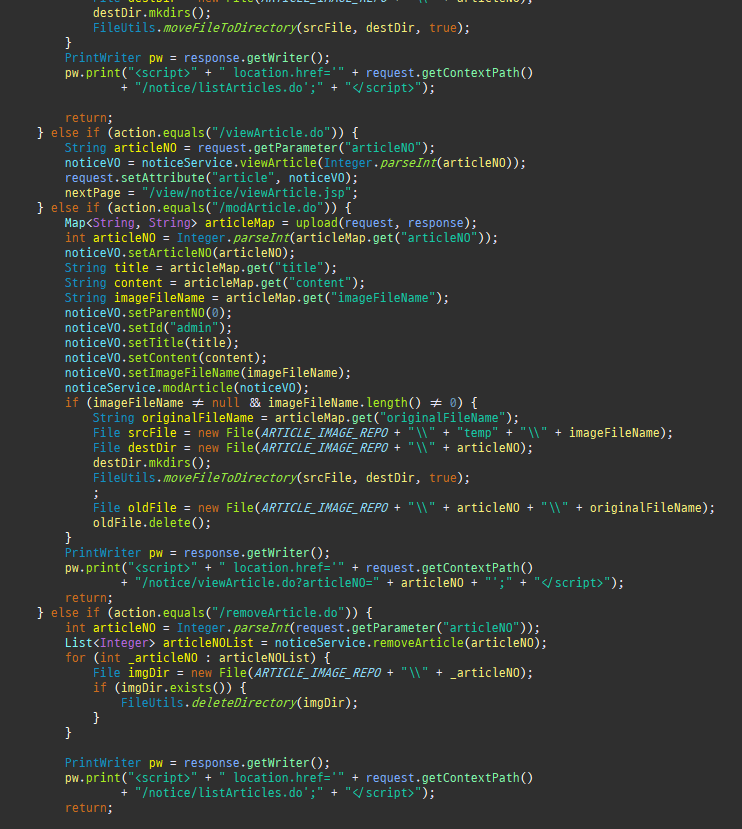 File destDir = new File(ARTICLE_IMAGE_REPO + "\\" + articleNO);
destDir.mkdirs();
FileUtils.moveFileToDirectory(srcFile, destDir, true);
}
PrintWriter pw = response.getWriter();
pw.print("<script>" + " location.href='" + request.getContextPath()
+ "/notice/listArticles.do';" + "</script>");
return;
} else if (action.equals("/viewArticle.do")) {
String articleNO = request.getParameter("articleNO");
noticeVO = noticeService.viewArticle(Integer.parseInt(articleNO));
request.setAttribute("article", noticeVO);
nextPage = "/view/notice/viewArticle.jsp";
} else if (action.equals("/modArticle.do")) {
Map<String, String> articleMap = upload(request, response);
int articleNO = Integer.parseInt(articleMap.get("articleNO"));
noticeVO.setArticleNO(articleNO);
String title = articleMap.get("title");
String content = articleMap.get("content");
String imageFileName = articleMap.get("imageFileName");
noticeVO.setParentNO(0);
noticeVO.setId("admin");
noticeVO.setTitle(title);
noticeVO.setContent(content);
noticeVO.setImageFileName(imageFileName);
noticeService.modArticle(noticeVO);
if (imageFileName ≠ null && imageFileName.length() ≠ 0) {
String originalFileName = articleMap.get("originalFileName");
File srcFile = new File(ARTICLE_IMAGE_REPO + "\\" + "temp" + "\\" + imageFileName);
File destDir = new File(ARTICLE_IMAGE_REPO + "\\" + articleNO);
destDir.mkdirs();
FileUtils.moveFileToDirectory(srcFile, destDir, true);
;
File oldFile = new File(ARTICLE_IMAGE_REPO + "\\" + articleNO + "\\" + originalFileName);
oldFile.delete();
}
PrintWriter pw = response.getWriter();
pw.print("<script>" + " location.href='" + request.getContextPath()
+ "/notice/viewArticle.do?articleNO=" + articleNO + "';" + "</script>");
return;
} else if (action.equals("/removeArticle.do")) {
int articleNO = Integer.parseInt(request.getParameter("articleNO"));
List<Integer> articleNOList = noticeService.removeArticle(articleNO);
for (int _articleNO : articleNOList) {
File imgDir = new File(ARTICLE_IMAGE_REPO + "\\" + _articleNO);
if (imgDir.exists()) {
FileUtils.deleteDirectory(imgDir);
}
}
PrintWriter pw = response.getWriter();
pw.print("<script>" + " location.href='" + request.getContextPath()
+ "/notice/listArticles.do';" + "</script>");
return;